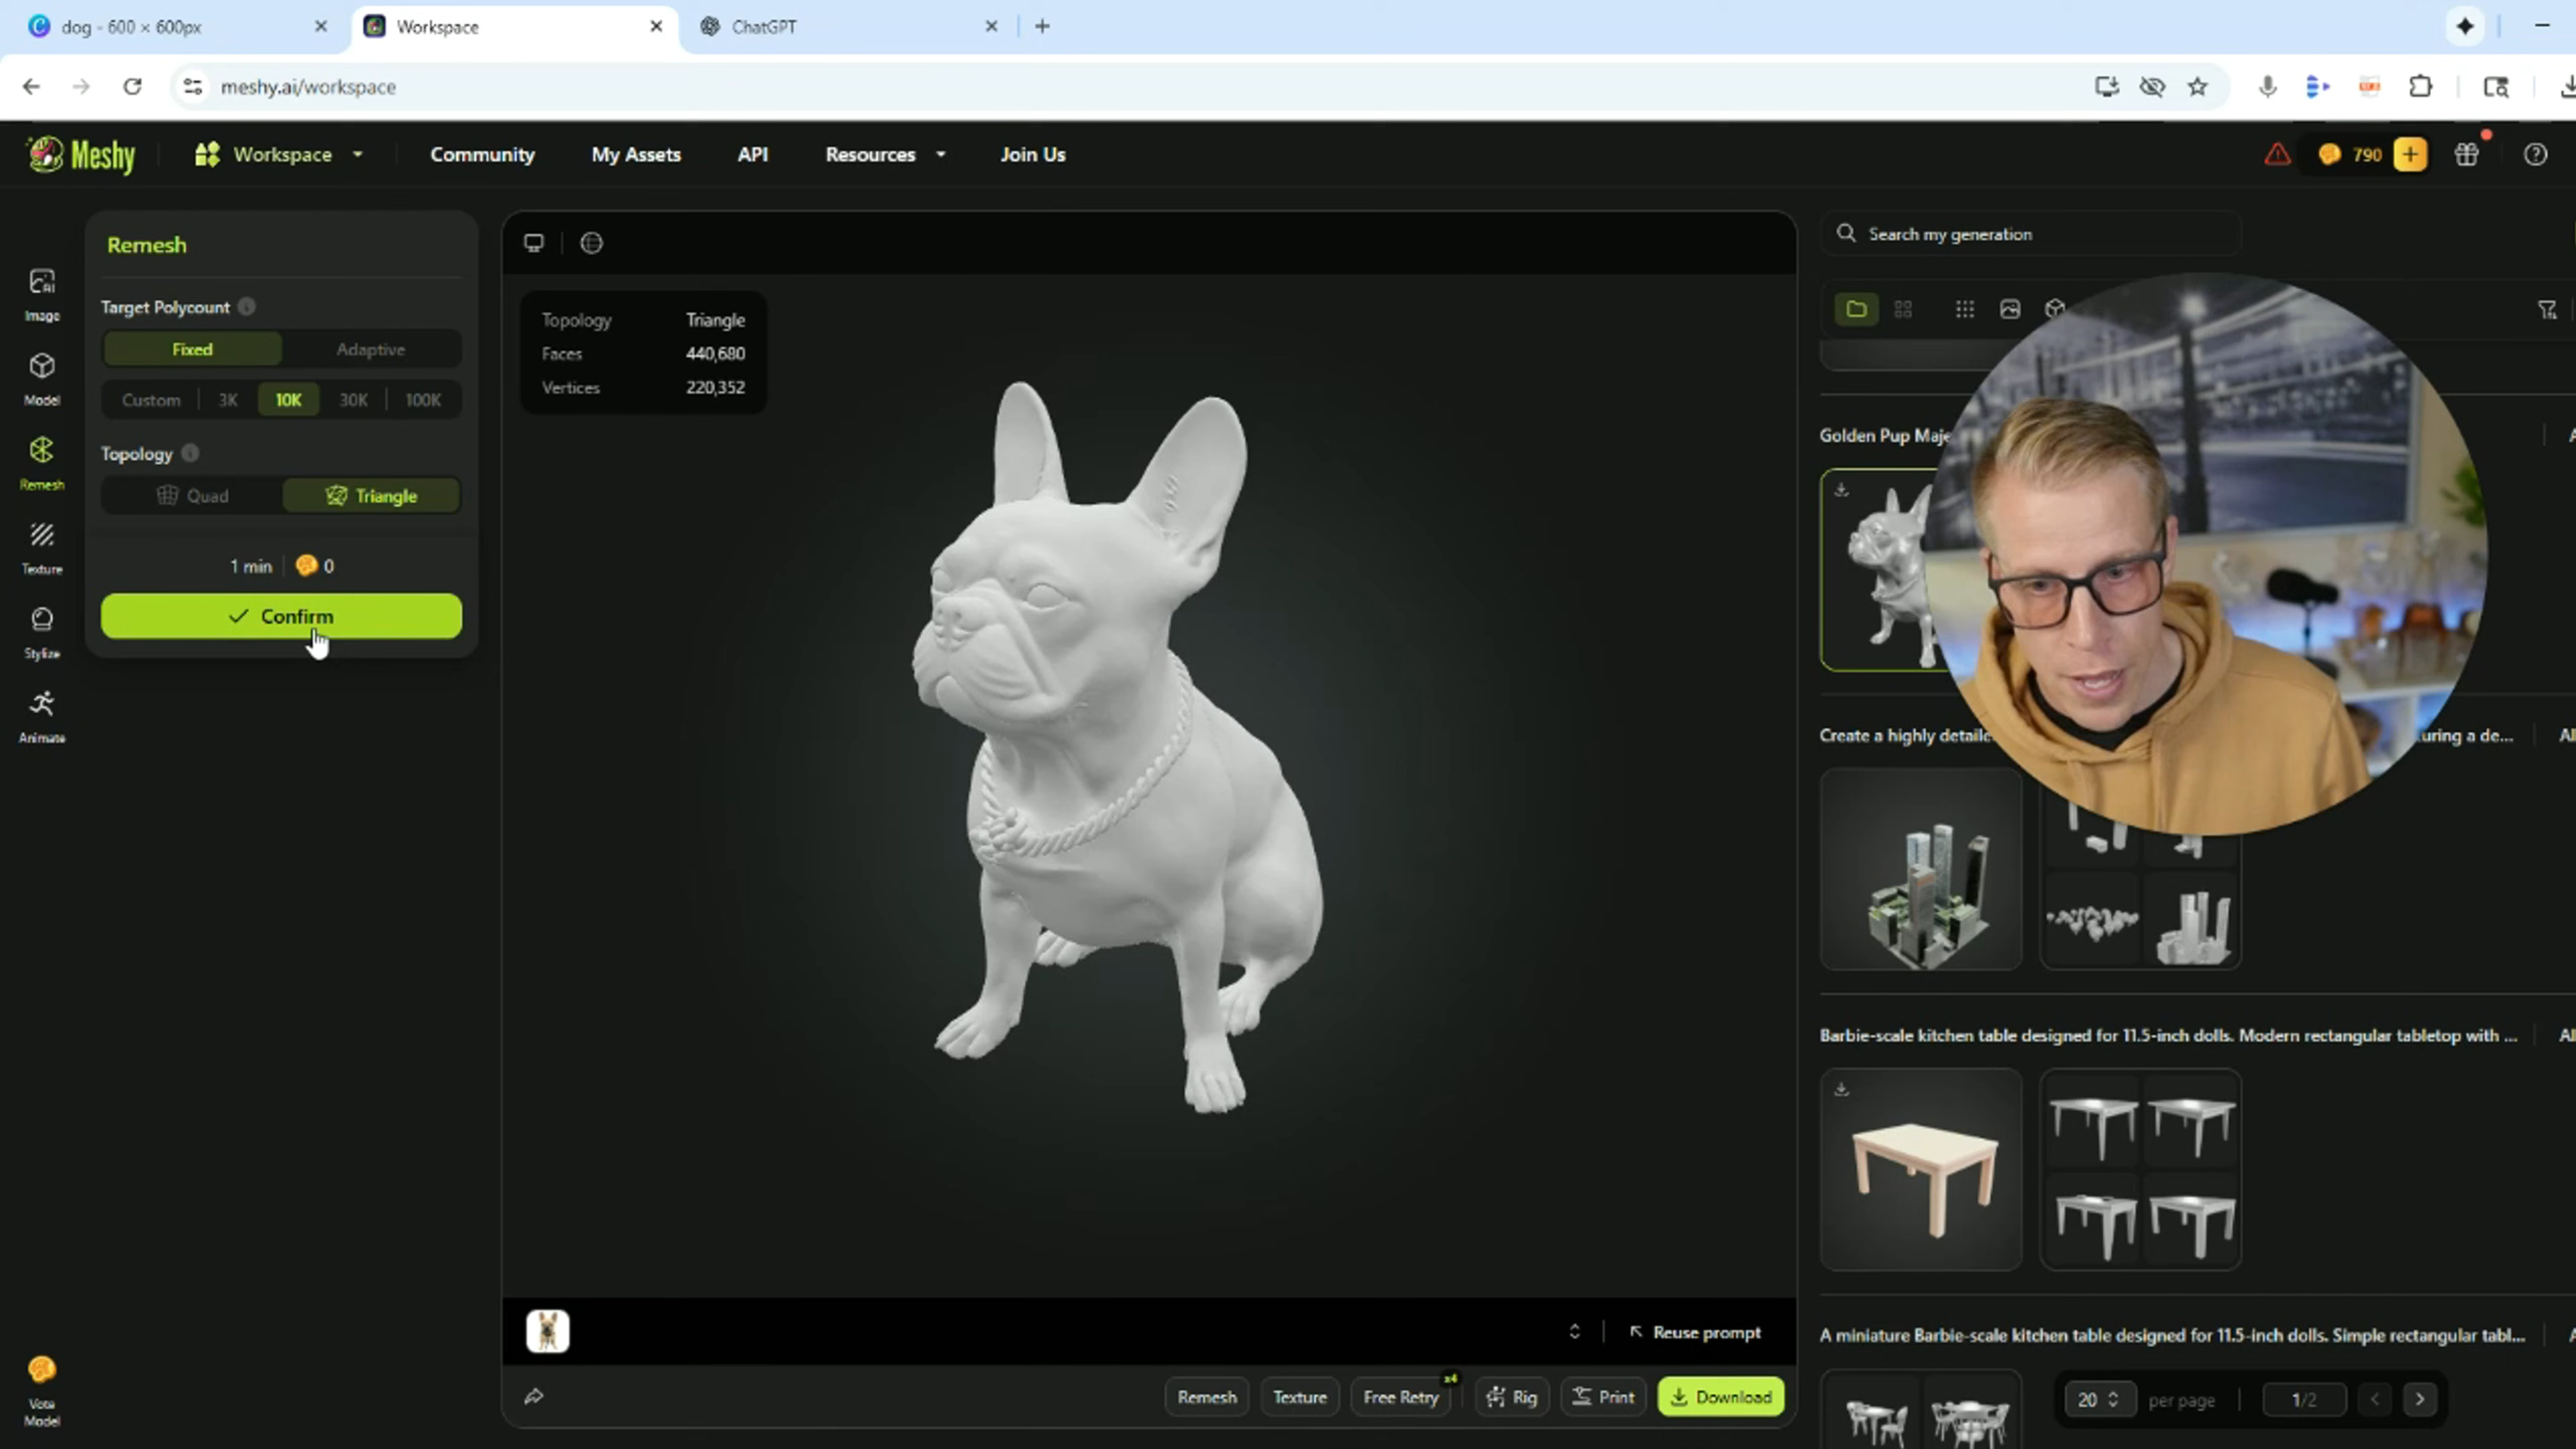 dog - 600 × 600px
Workspace
ChatGPT
meshy.ai/workspace
Meshy
Workspace
Community
My Assets
API
Resources
Join Us
790
Remesh
Target Polycount
Fixed
Adaptive
Custom
3K
10K
30K
100K
Topology
Quad
Triangle
1 min
0
Confirm
Image
Model
Remesh
Texture
Stylize
Animate
Vote
Model
Topology Triangle
Faces 440,680
Vertices 220,352
Reuse prompt
Remesh
Texture
Free Retry
x4
Rig
Print
Download
Search my generation
Golden Pup
Create a highly
Barbie-scale kitchen table designed for 11.5-inch dolls. Modern rectangular tabletop with ...
A miniature Barbie-scale kitchen table designed for 11.5-inch dolls. Simple rectangular tabl...
20
per page
1/2